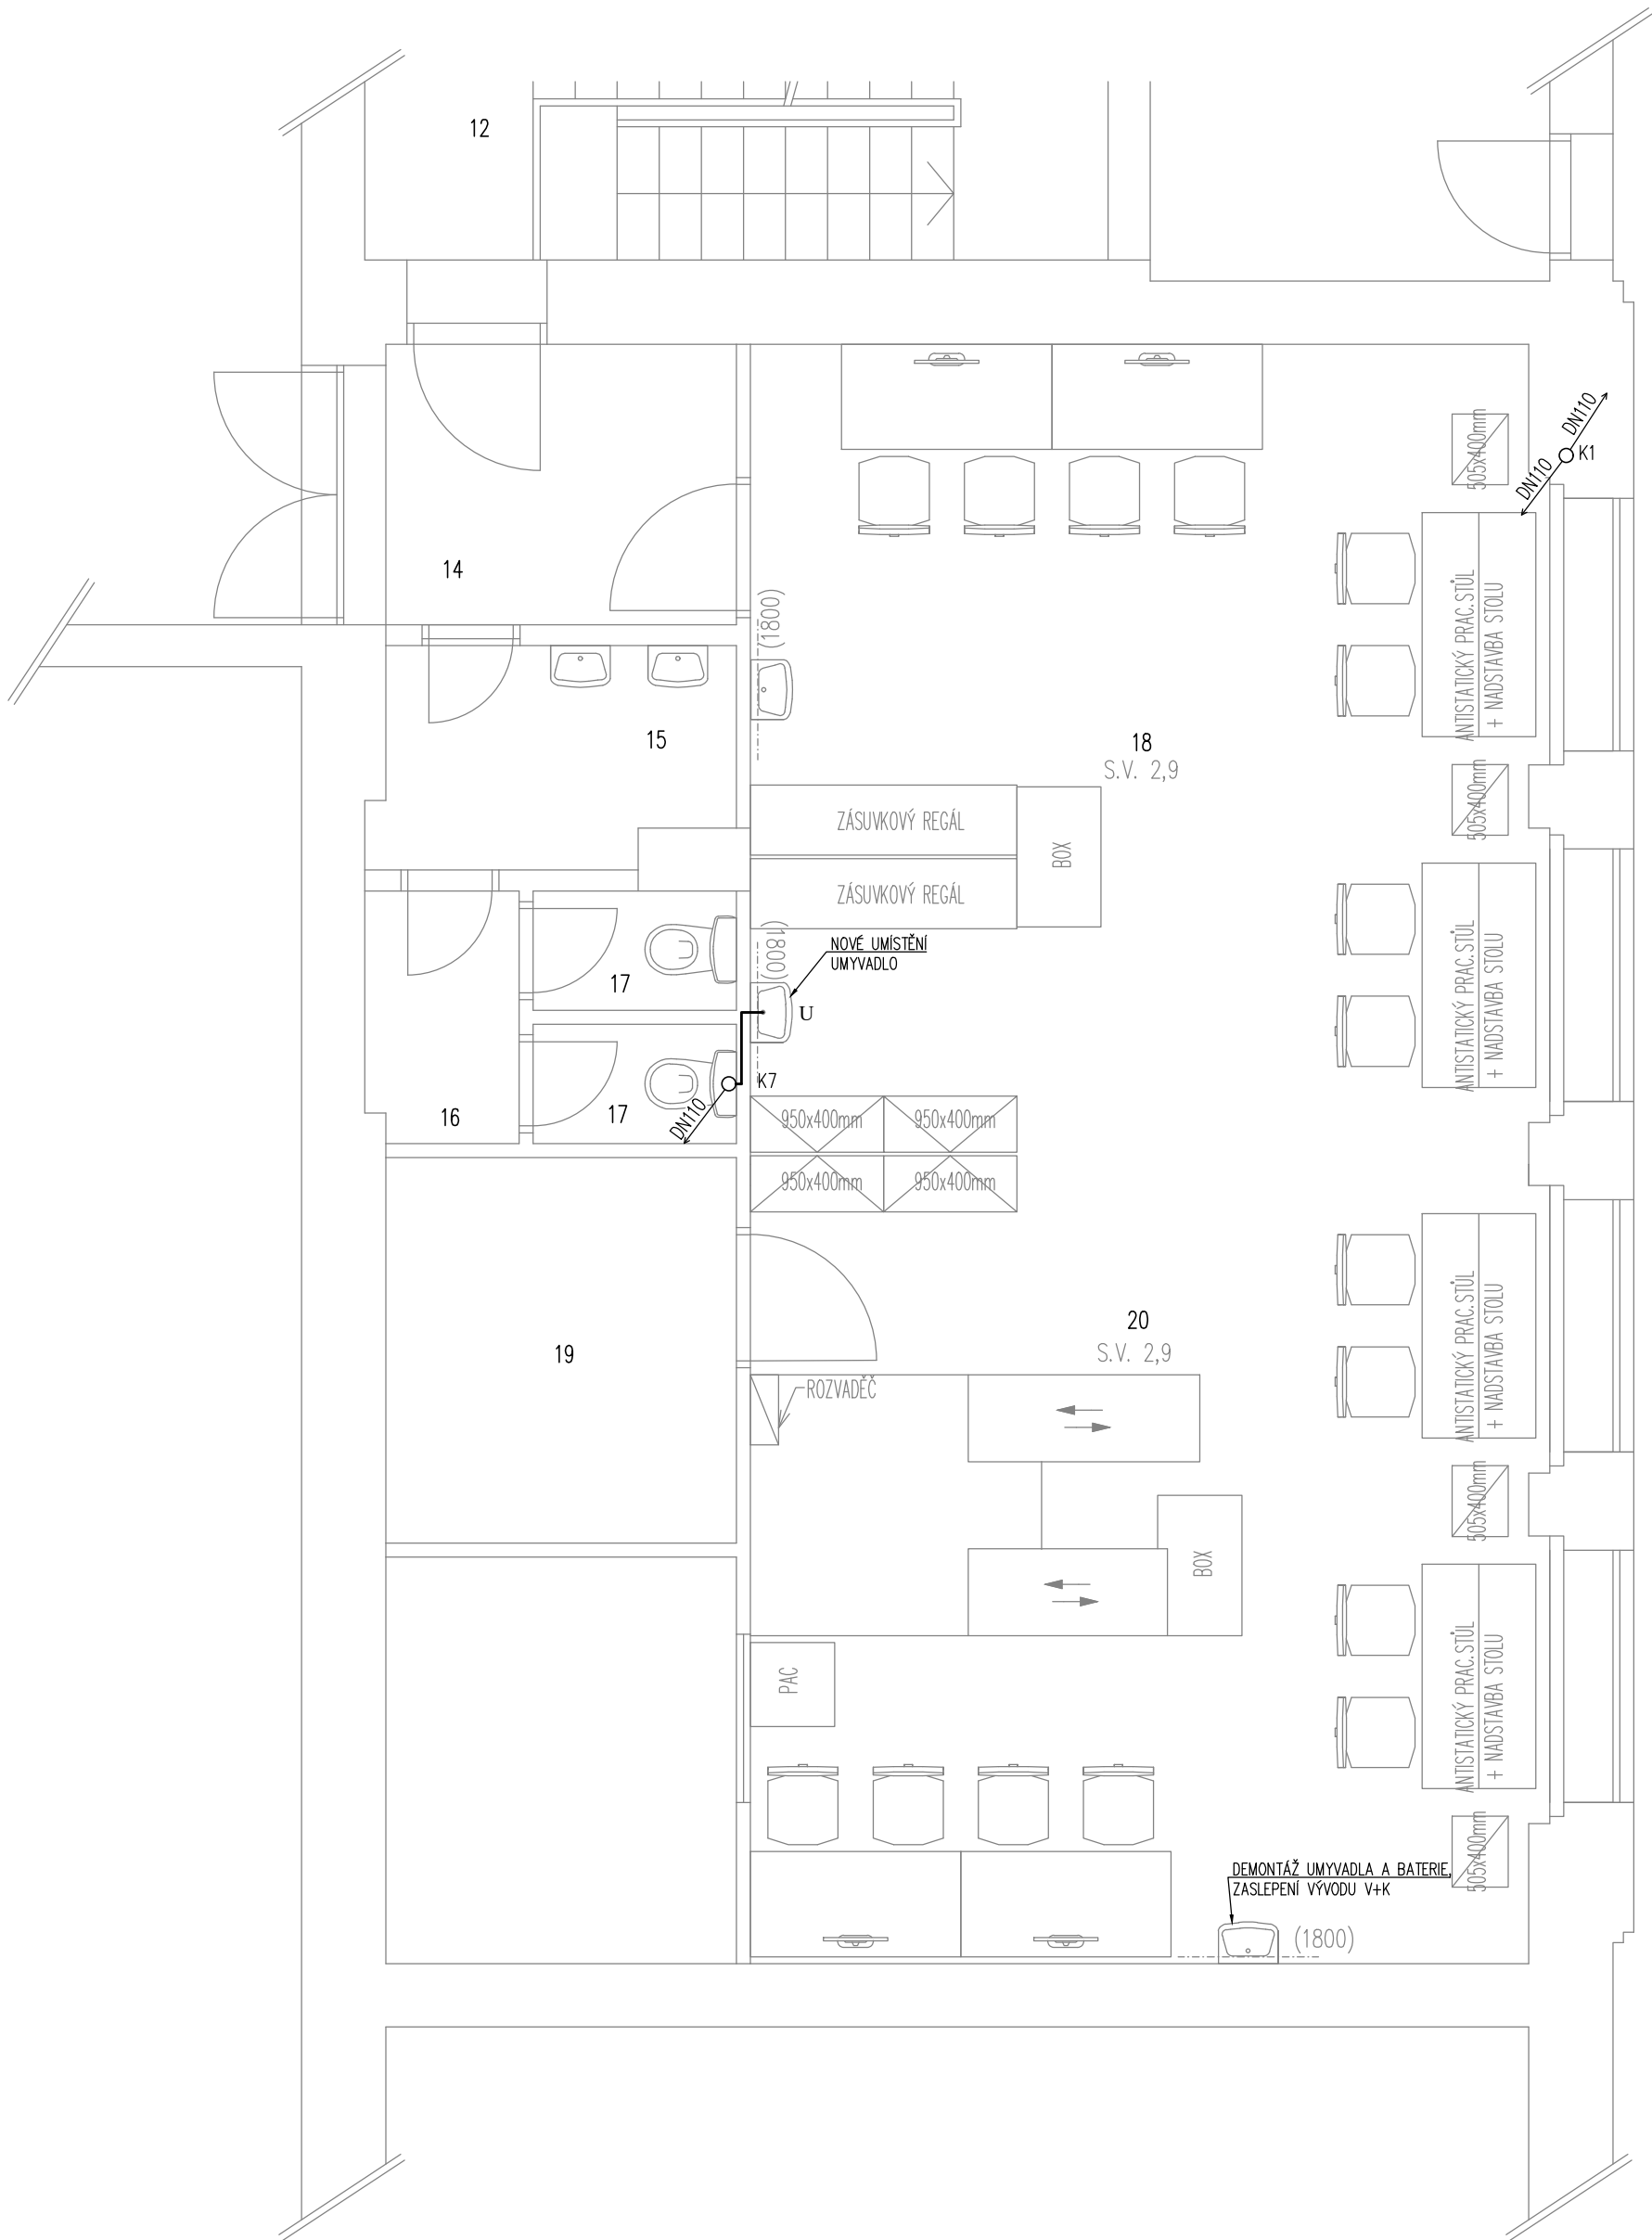 12
DN110
K1
DN110
505x400mm
14
ANTISTATICKÝ PRAC.STŮL
+ NADSTAVBA STOLU
(1800)
15
18
S.V. 2,9
505x400mm
ZÁSUVKOVÝ REGÁL
BOX
ZÁSUVKOVÝ REGÁL
(1800)
NOVÉ UMÍSTĚNÍ
UMYVADLO
ANTISTATICKÝ PRAC.STŮL
+ NADSTAVBA STOLU
17
U
K7
16
17
DN110
950x400mm
950x400mm
950x400mm
950x400mm
20
S.V. 2,9
19
ROZVADĚČ
ANTISTATICKÝ PRAC.STŮL
+ NADSTAVBA STOLU
505x400mm
BOX
PAC
ANTISTATICKÝ PRAC.STŮL
+ NADSTAVBA STOLU
505x400mm
DEMONTÁŽ UMYVADLA A BATERIE,
ZASLEPENÍ VÝVODU V+K
(1800)